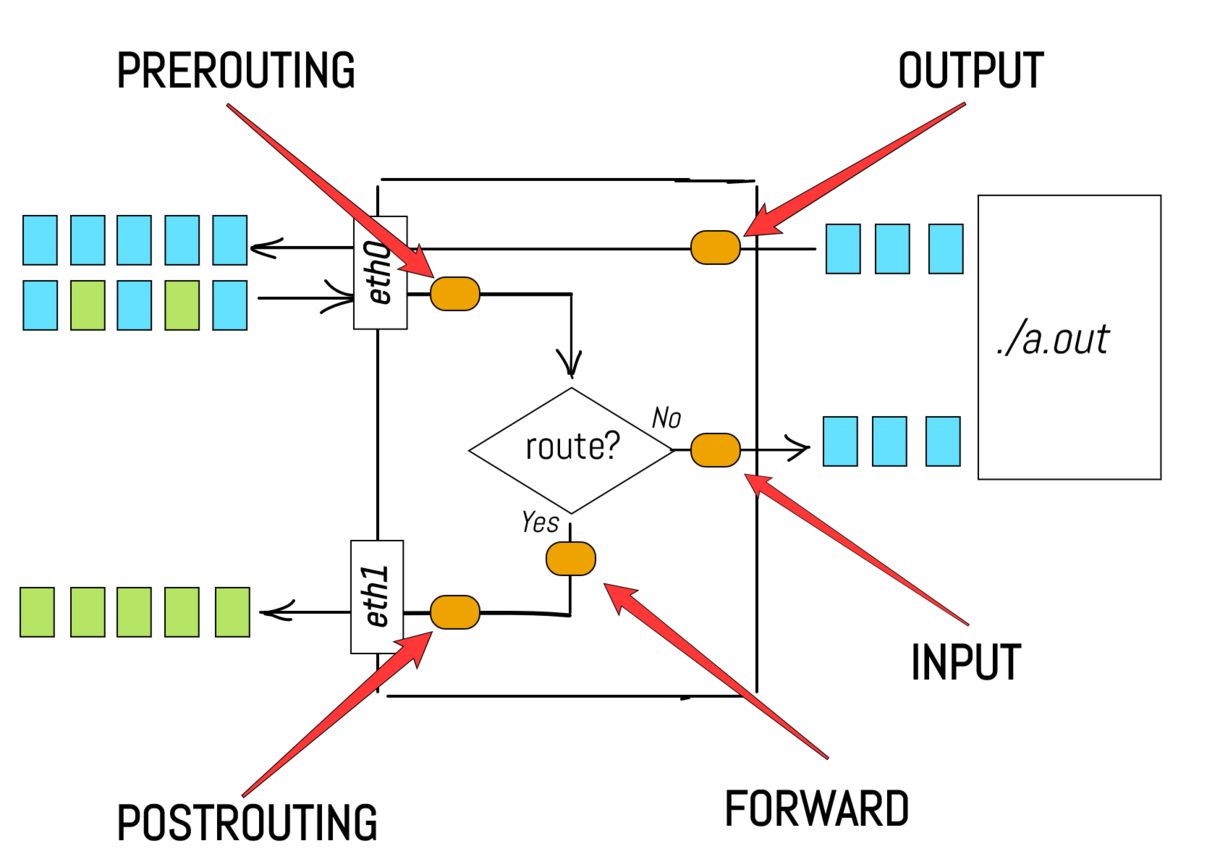 PREROUTING
OUTPUT
eth0
./a.out
No
route?
Yes
eth1
INPUT
FORWARD
POSTROUTING